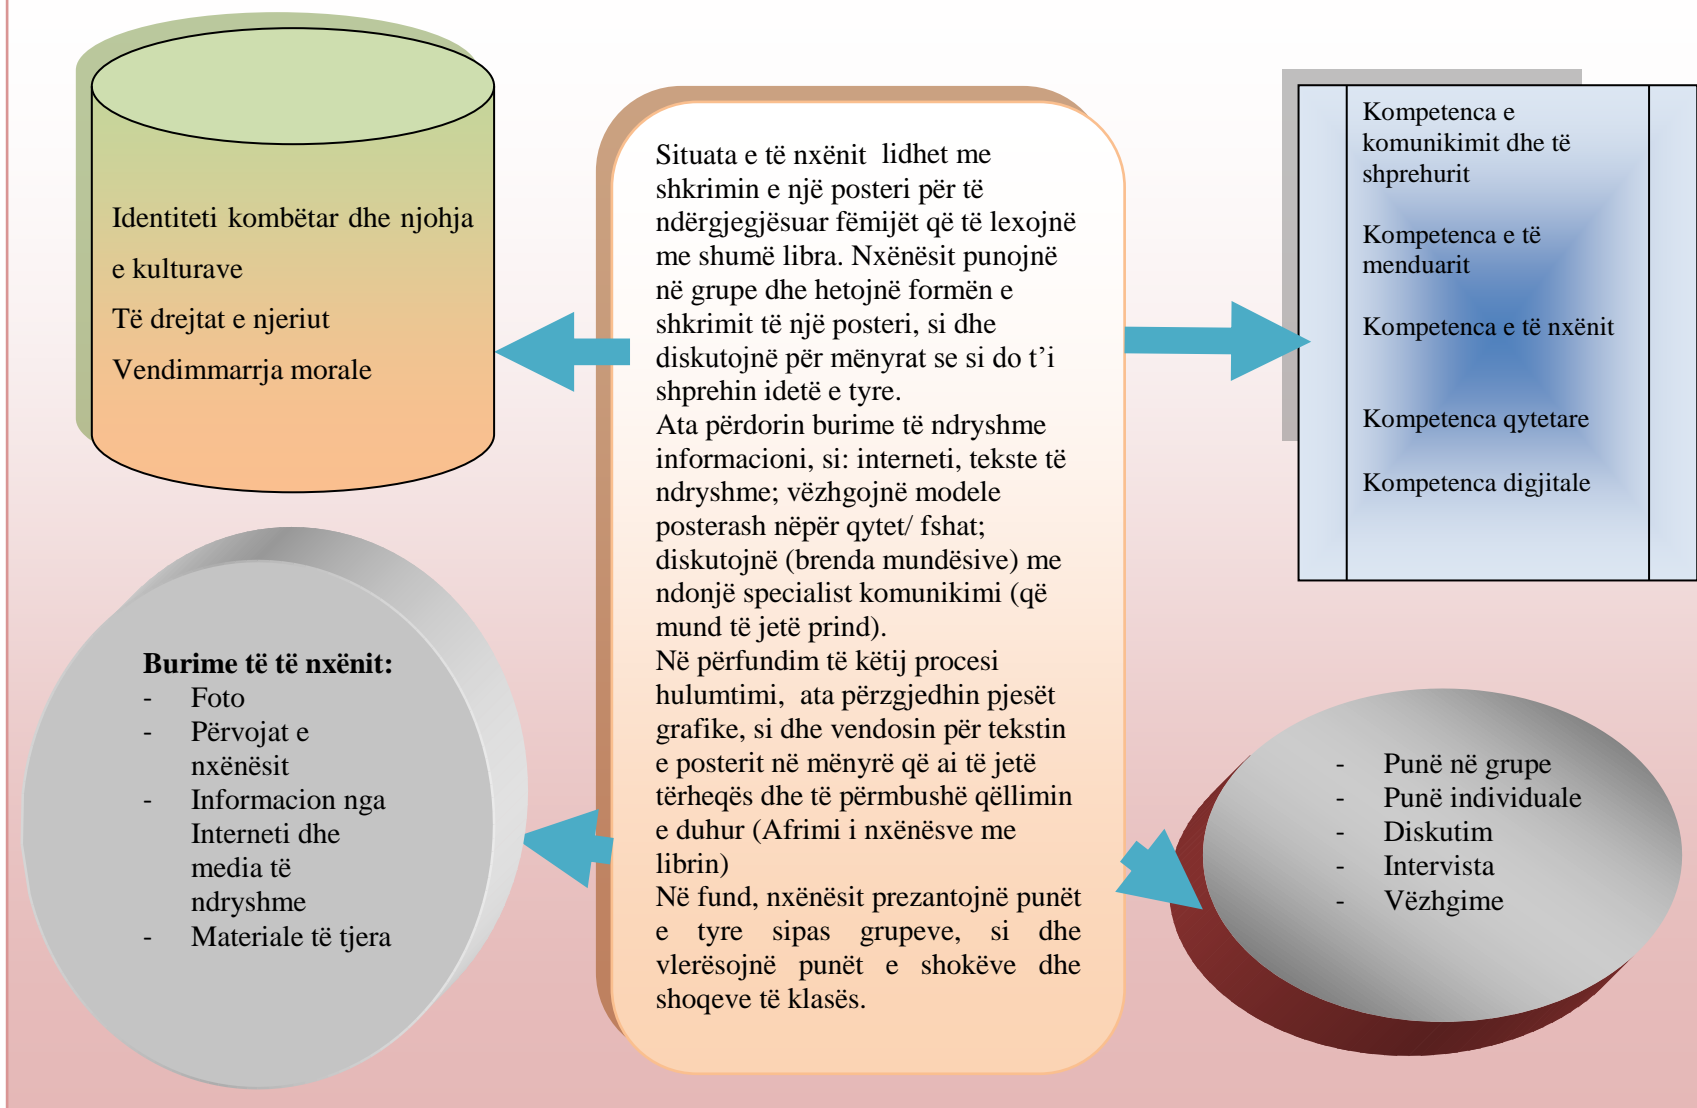 Identiteti kombëtar dhe njohja
e kulturave
Të drejtat e njeriut
Vendimmarrja morale
Situata e të nxënit lidhet me
shkrimin e një posteri për të
ndërgjegjësuar fëmijët që të lexojnë
me shumë libra. Nxënësit punojnë
në grupe dhe hetojnë formën e
shkrimit të një posteri, si dhe
diskutojnë për mënyrat se si do t’i
shprehin idetë e tyre.
Ata përdorin burime të ndryshme
informacioni, si: interneti, tekste të
ndryshme; vëzhgojnë modele
posterash nëpër qytet/ fshat;
diskutojnë (brenda mundësive) me
ndonjë specialist komunikimi (që
mund të jetë prind).
Në përfundim të këtij procesi
hulumtimi, ata përzgjedhin pjesët
grafike, si dhe vendosin për tekstin
e posterit në mënyrë që ai të jetë
tërheqës dhe të përmbushë qëllimin
e duhur (Afrimi i nxënësve me
librin)
Në fund, nxënësit prezantojnë punët
e tyre sipas grupeve, si dhe
vlerësojnë punët e shokëve dhe
shoqeve të klasës.
Kompetenca e
komunikimit dhe të
shprehurit
Kompetenca e të
menduarit
Kompetenca e të nxënit
Kompetenca qytetare
Kompetenca digjitale
Burime të të nxënit:
- Foto
- Përvojat e
nxënësit
- Informacion nga
Interneti dhe
media të
ndryshme
- Materiale të tjera
- Punë në grupe
- Punë individuale
- Diskutim
- Intervista
- Vëzhgime